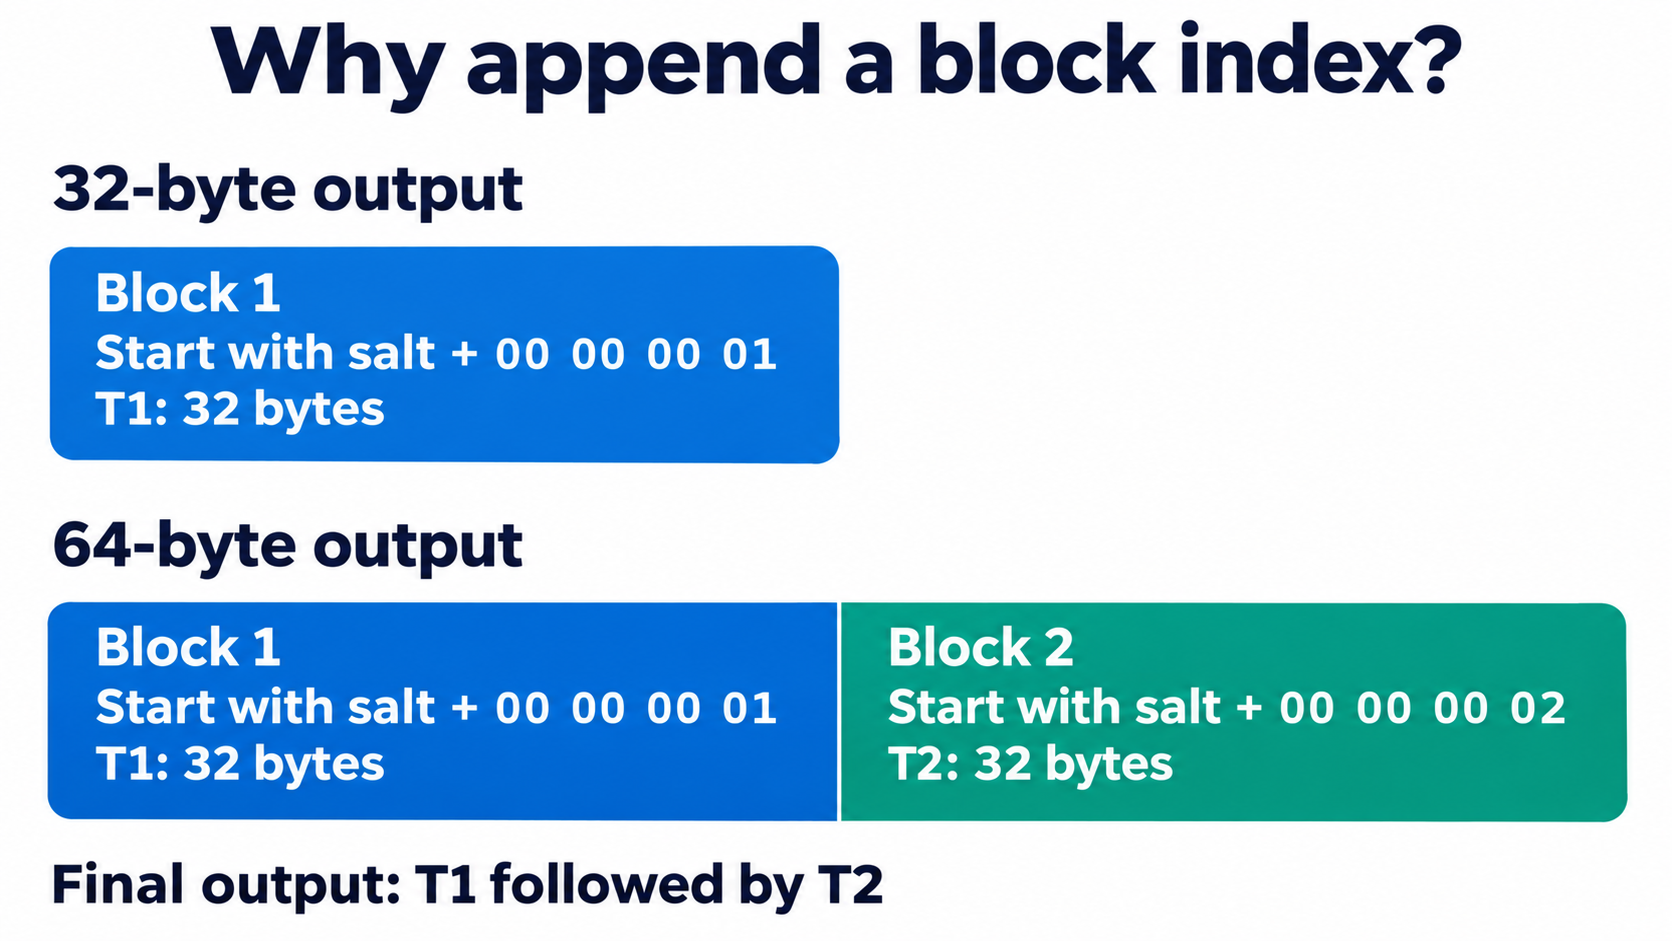 Why append a block index?
32-byte output
Block 1
Start with salt + 00 00 00 01
T1: 32 bytes
64-byte output
Block 1
Start with salt + 00 00 00 01
T1: 32 bytes
Block 2
Start with salt + 00 00 00 02
T2: 32 bytes
Final output: T1 followed by T2